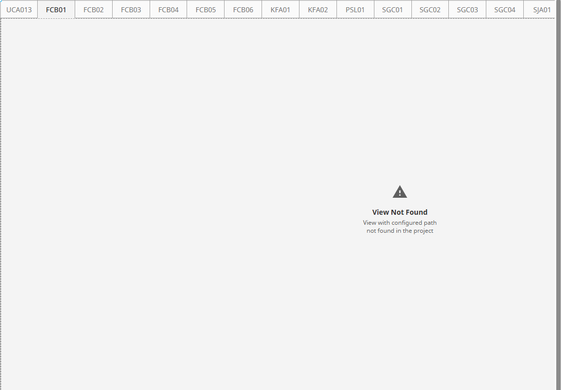 UCA013 FCB01 FCB02 FCB03 FCB04 FCB05 FCB06 KFA01 KFA02 PSL01 SGC01 SGC02 SGC03 SGC04 SJA01
View Not Found
View with configured path
not found in the project